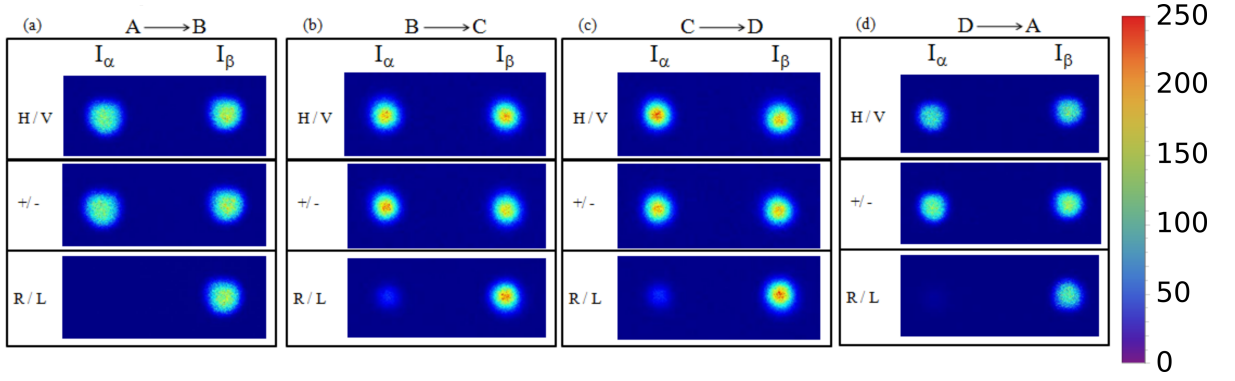 (a) A ⟶ B
I_α I_β
H / V
+/ -
R / L
(b) B ⟶ C
I_α I_β
H / V
+/ -
R / L
(c) C ⟶ D
I_α I_β
H / V
+/ -
R / L
(d) D ⟶ A
I_α I_β
H / V
+/ -
R / L
250
200
150
100
50
0